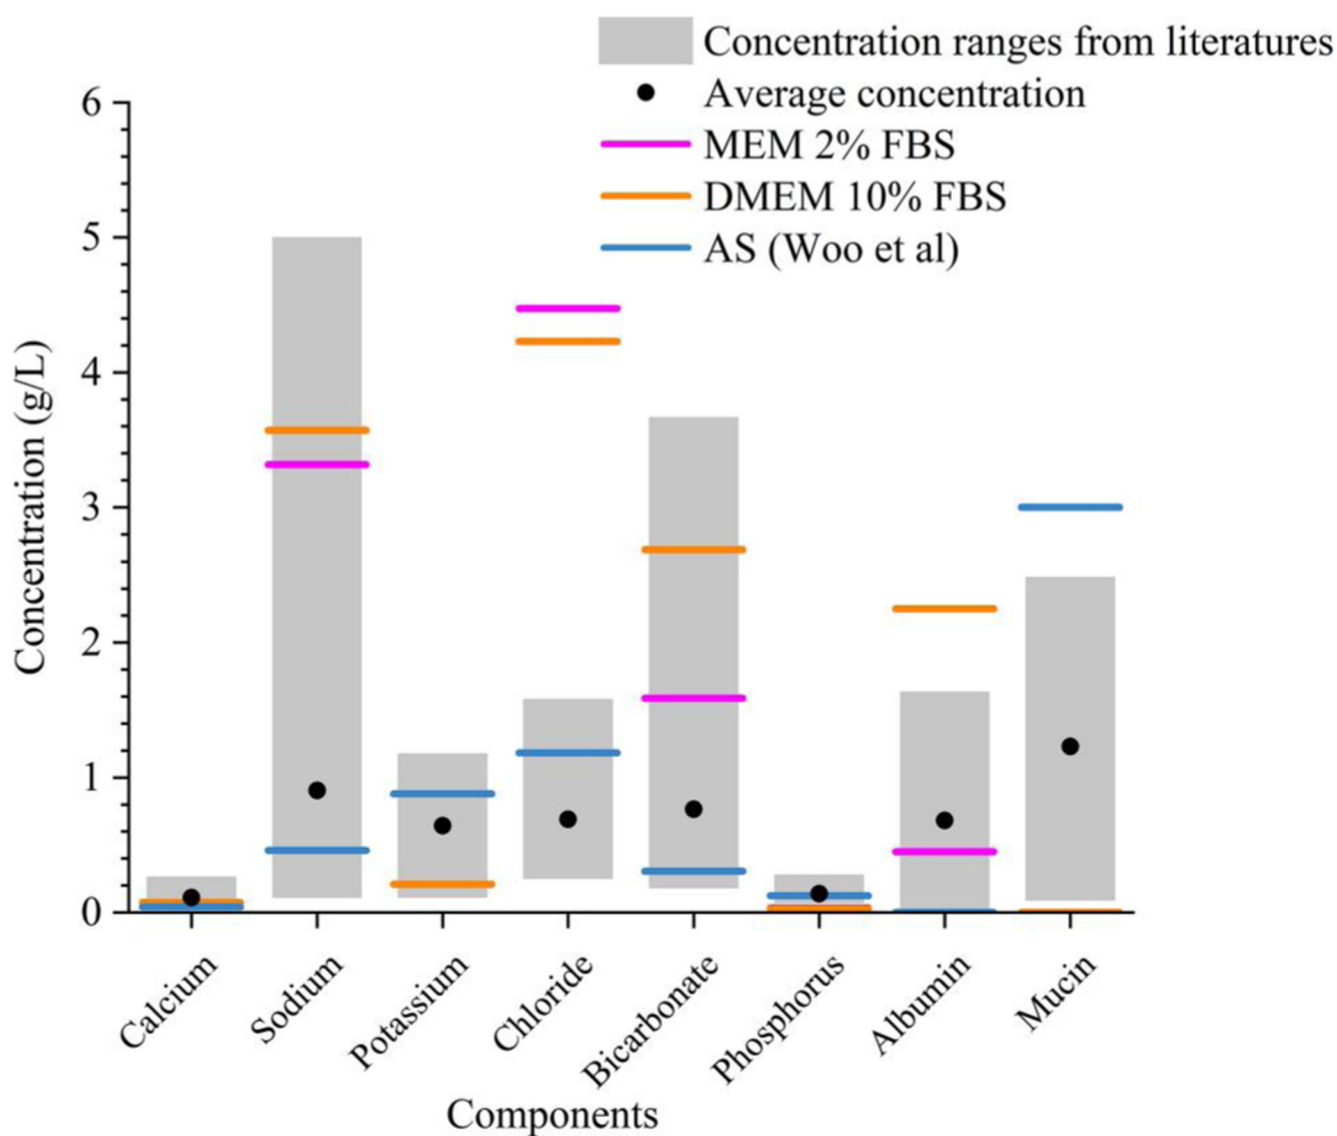 Concentration ranges from literatures
Average concentration
MEM 2% FBS
DMEM 10% FBS
AS (Woo et al)
6
5
4
3
2
1
0
Concentration (g/L)
Calcium
Sodium
Potassium
Chloride
Bicarbonate
Phosphorus
Albumin
Mucin
Components